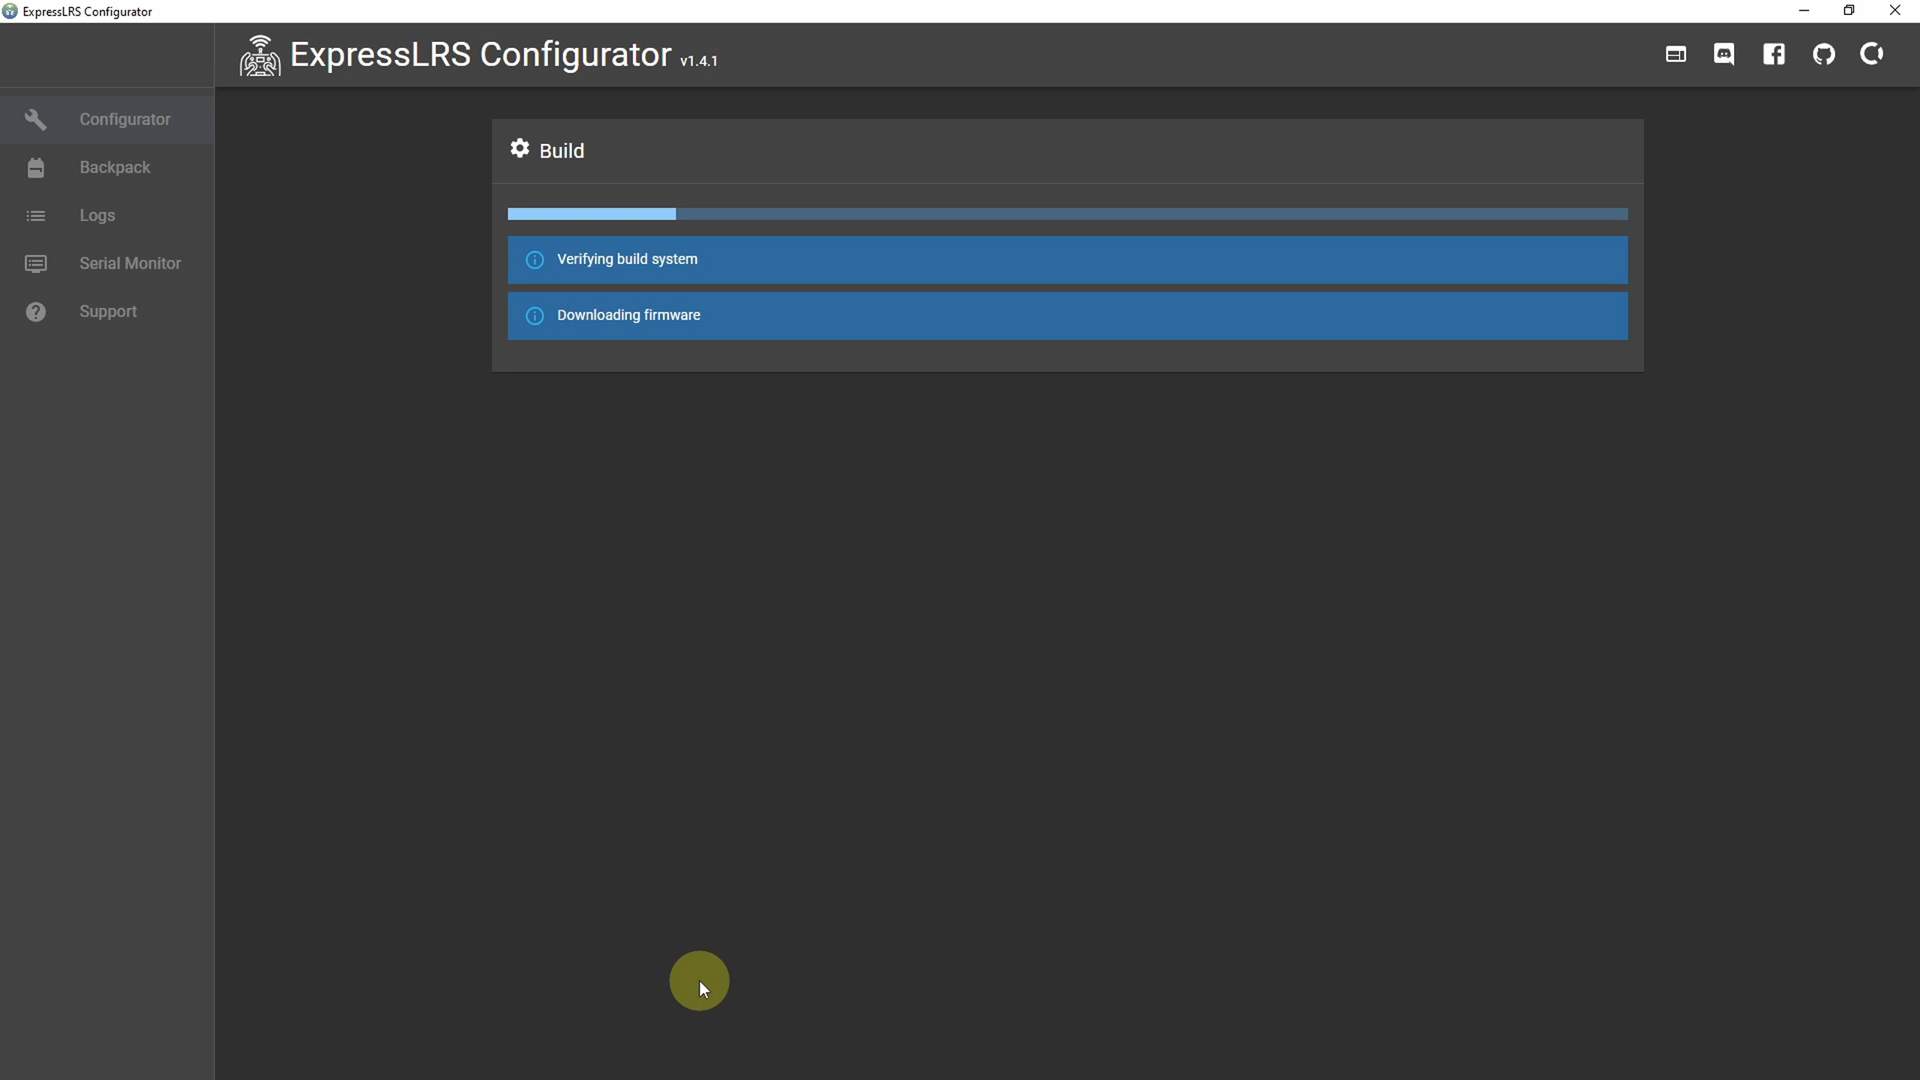 ExpressLRS Configurator
ExpressLRS Configurator v1.4.1
Configurator
Backpack
Logs
Serial Monitor
Support
Build
Verifying build system
Downloading firmware